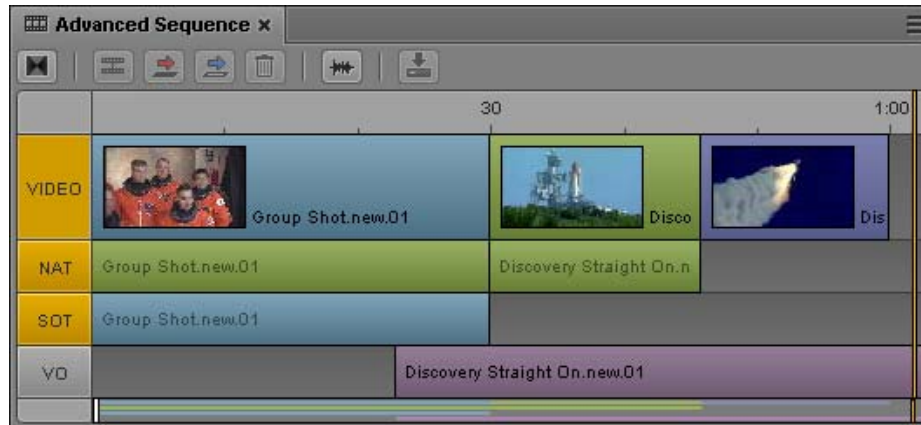 Advanced Sequence ×
30 1:00
VIDEO Group Shot.new.01 Disco Dis
NAT Group Shot.new.01 Discovery Straight On.n
SOT Group Shot.new.01
VO Discovery Straight On.new.01